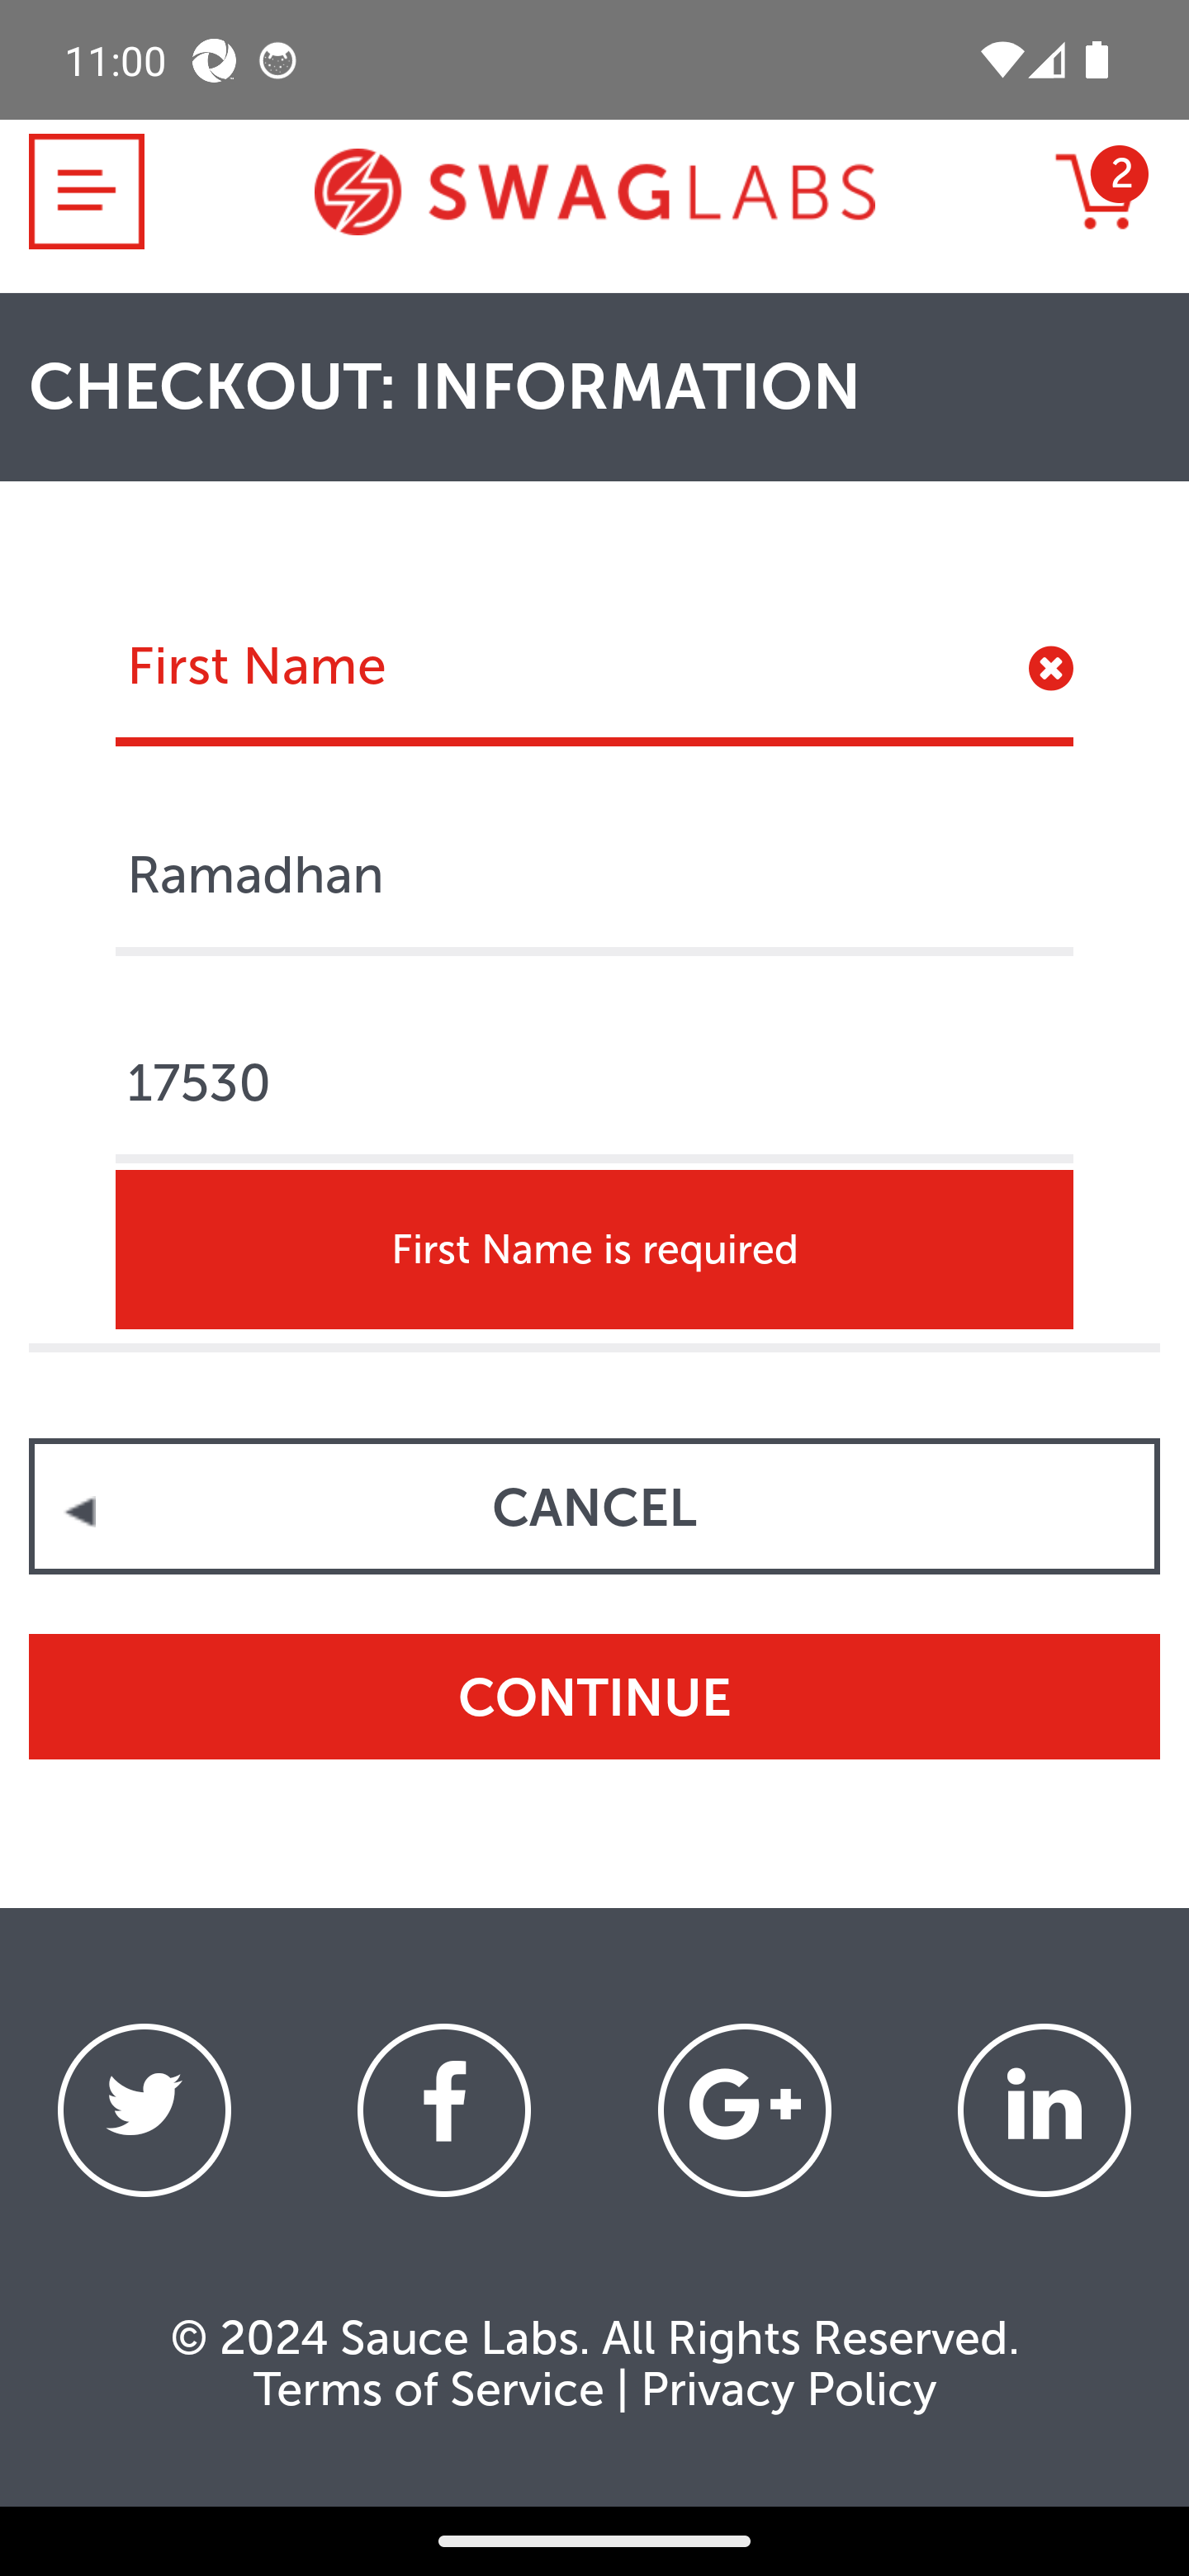 11:00
SWAGLABS
2
CHECKOUT: INFORMATION
First Name
Ramadhan
17530
First Name is required
CANCEL
CONTINUE
f G+ in
© 2024 Sauce Labs. All Rights Reserved.
Terms of Service | Privacy Policy